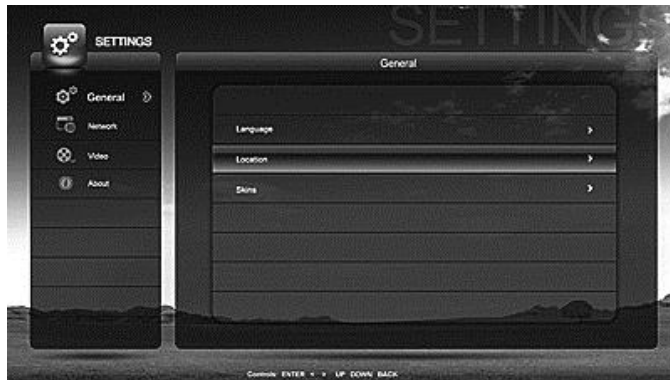 SETTINGS
SETTINGS
General
General
Network
Video
About
Language
Location
Skins
Controls: ENTER < > UP DOWN BACK